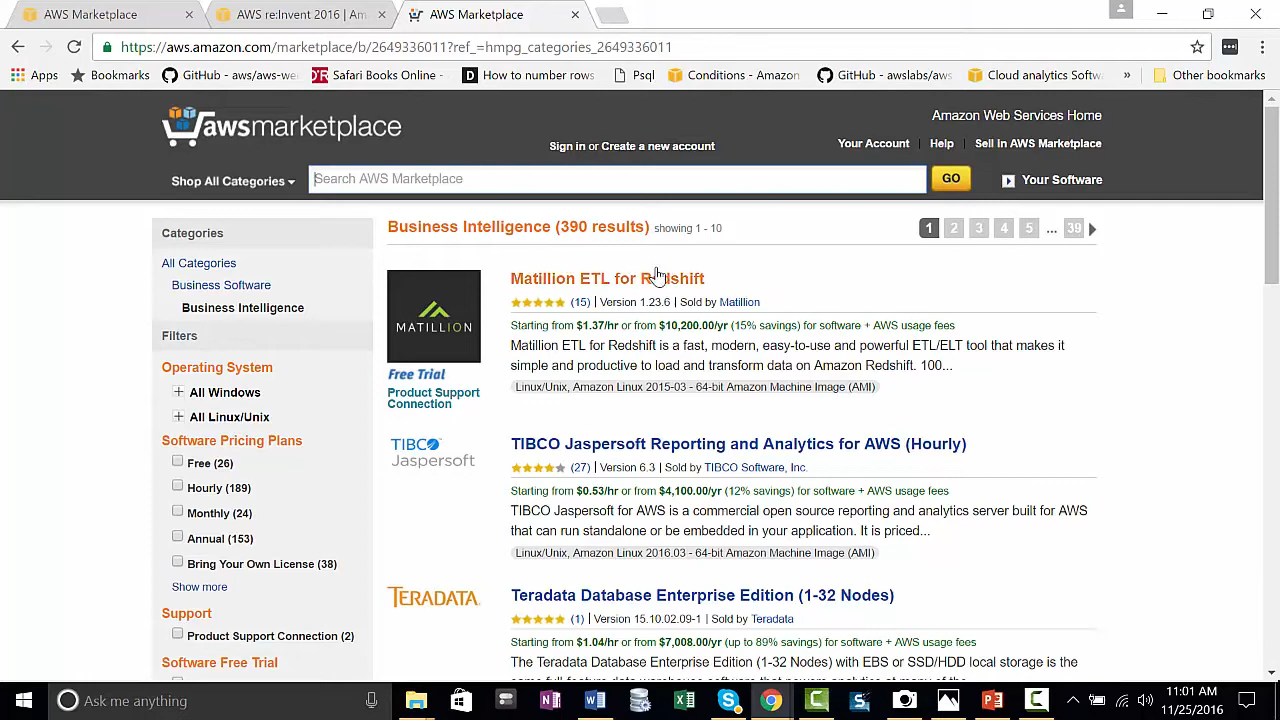 AWS Marketplace
AWS re:Invent 2016 | Am
AWS Marketplace
https://aws.amazon.com/marketplace/b/2649336011?ref_=hmpg_categories_2649336011
Apps
Bookmarks
GitHub - aws/aws-we
Safari Books Online -
How to number rows
Psql
Conditions - Amazon
GitHub - awslabs/aws
Cloud analytics Softw
»
Other bookmarks
awsmarketplace
Amazon Web Services Home
Sign in or Create a new account
Your Account | Help | Sell in AWS Marketplace
Shop All Categories
Search AWS Marketplace
GO
Your Software
Categories
All Categories
Business Software
Business Intelligence
Filters
Operating System
All Windows
All Linux/Unix
Software Pricing Plans
Free (26)
Hourly (189)
Monthly (24)
Annual (153)
Bring Your Own License (38)
Show more
Support
Product Support Connection (2)
Software Free Trial
Business Intelligence (390 results) showing 1 - 10
1 2 3 4 5 ... 39
MATILLION
Free Trial
Product Support
Connection
Matillion ETL for Redshift
(15) | Version 1.23.6 | Sold by Matillion
Starting from $1.37/hr or from $10,200.00/yr (15% savings) for software + AWS usage fees
Matillion ETL for Redshift is a fast, modern, easy-to-use and powerful ETL/ELT tool that makes it
simple and productive to load and transform data on Amazon Redshift. 100...
Linux/Unix, Amazon Linux 2015-03 - 64-bit Amazon Machine Image (AMI)
TIBCO
Jaspersoft
TIBCO Jaspersoft Reporting and Analytics for AWS (Hourly)
(27) | Version 6.3 | Sold by TIBCO Software, Inc.
Starting from $0.53/hr or from $4,100.00/yr (12% savings) for software + AWS usage fees
TIBCO Jaspersoft for AWS is a commercial open source reporting and analytics server built for AWS
that can run standalone or be embedded in your application. It is priced...
Linux/Unix, Amazon Linux 2016.03 - 64-bit Amazon Machine Image (AMI)
TERADATA
Teradata Database Enterprise Edition (1-32 Nodes)
(1) | Version 15.10.02.09-1 | Sold by Teradata
Starting from $1.04/hr or from $7,008.00/yr (up to 89% savings) for software + AWS usage fees
The Teradata Database Enterprise Edition (1-32 Nodes) with EBS or SSD/HDD local storage is the
Ask me anything
11:01 AM
11/25/2016